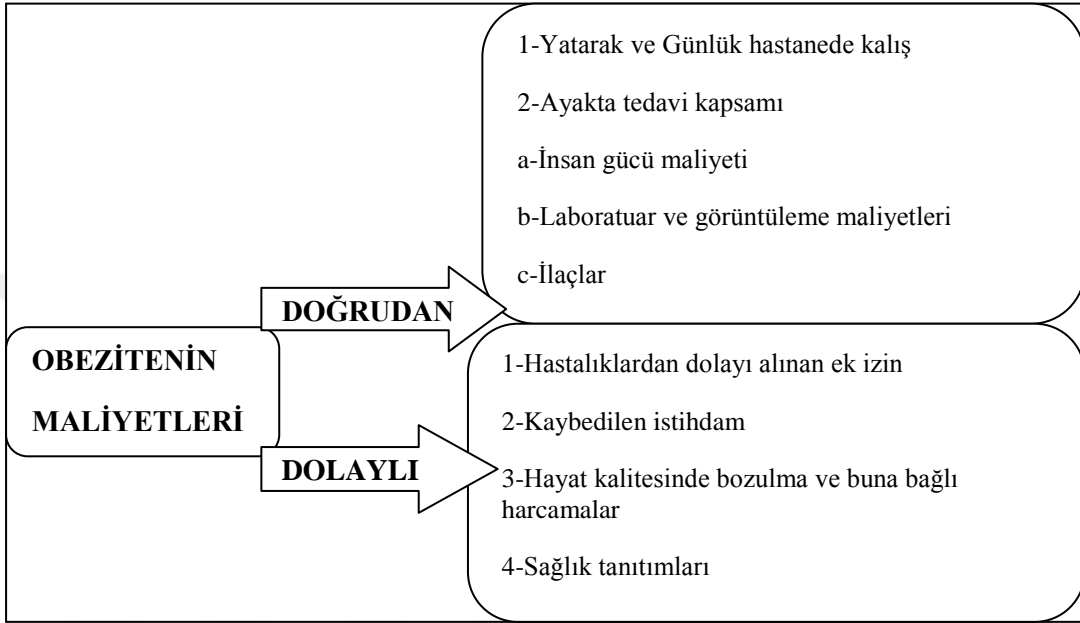 OBEZİTENİN
MALİYETLERİ
DOĞRUDAN
1-Yatarak ve Günlük hastanede kalış
2-Ayakta tedavi kapsamı
a-İnsan gücü maliyeti
b-Laboratuar ve görüntüleme maliyetleri
c-İlaçlar
DOLAYLI
1-Hastalıklardan dolayı alınan ek izin
2-Kaybedilen istihdam
3-Hayat kalitesinde bozulma ve buna bağlı
harcamalar
4-Sağlık tanıtımları